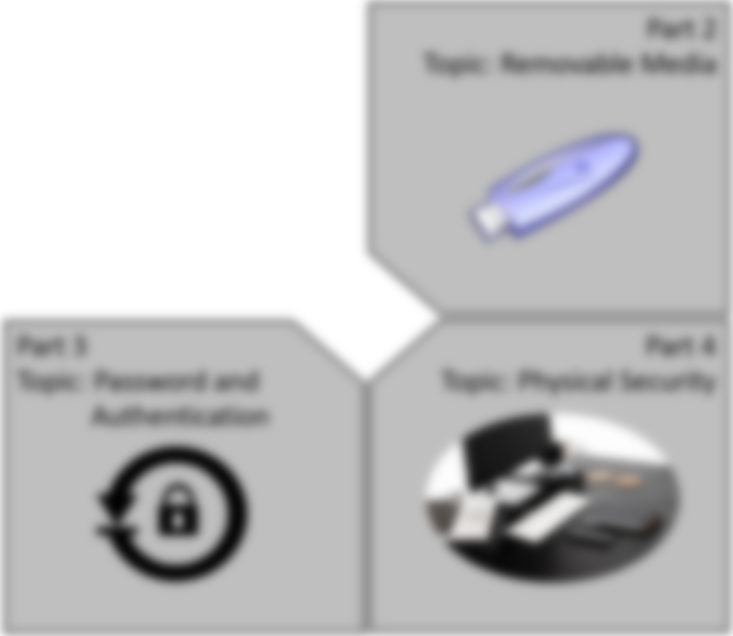 Part 2
Topic: Removable Media
Part 3
Topic: Password and
Authentication
Part 4
Topic: Physical Security